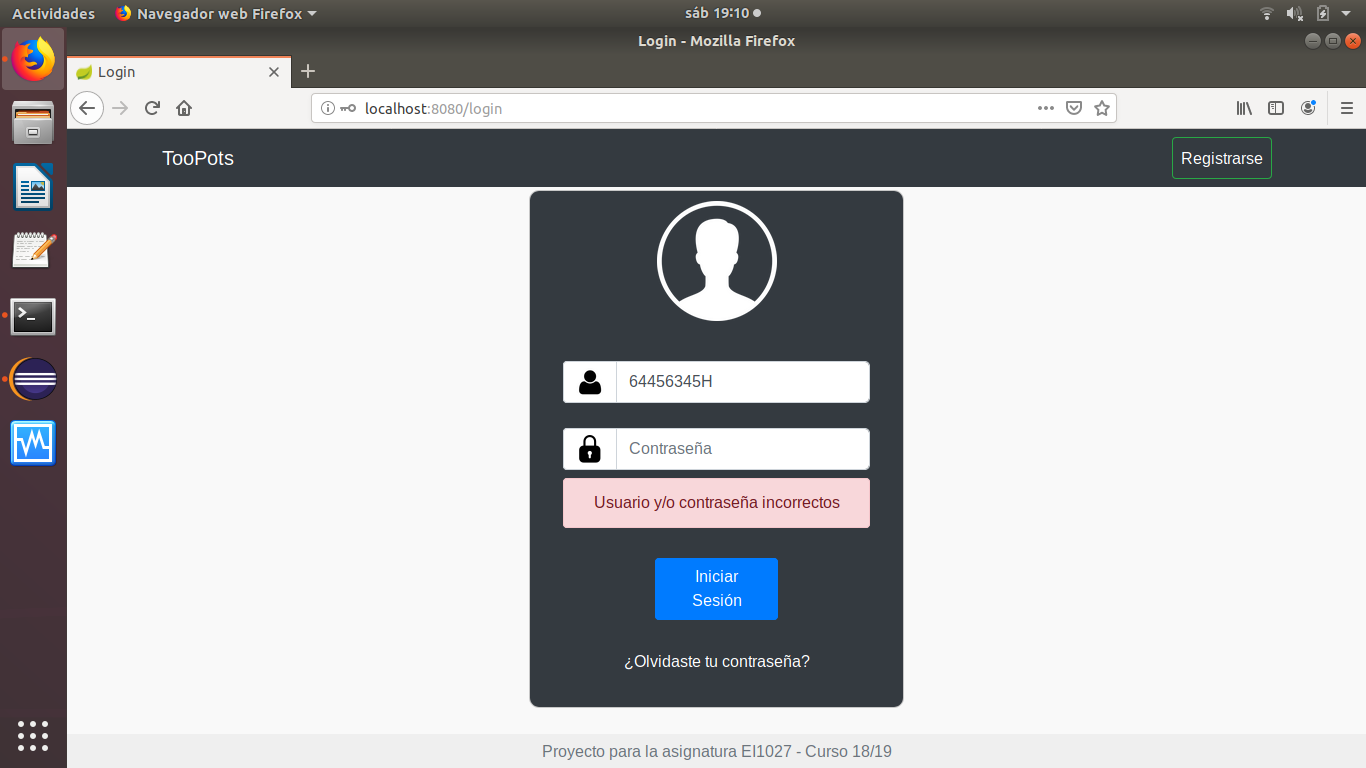 Actividades
Navegador web Firefox
sáb 19:10
Login - Mozilla Firefox
Login
localhost:8080/login
TooPots
Registrarse
64456345H
Contraseña
Usuario y/o contraseña incorrectos
Iniciar
Sesión
¿Olvidaste tu contraseña?
Proyecto para la asignatura EI1027 - Curso 18/19